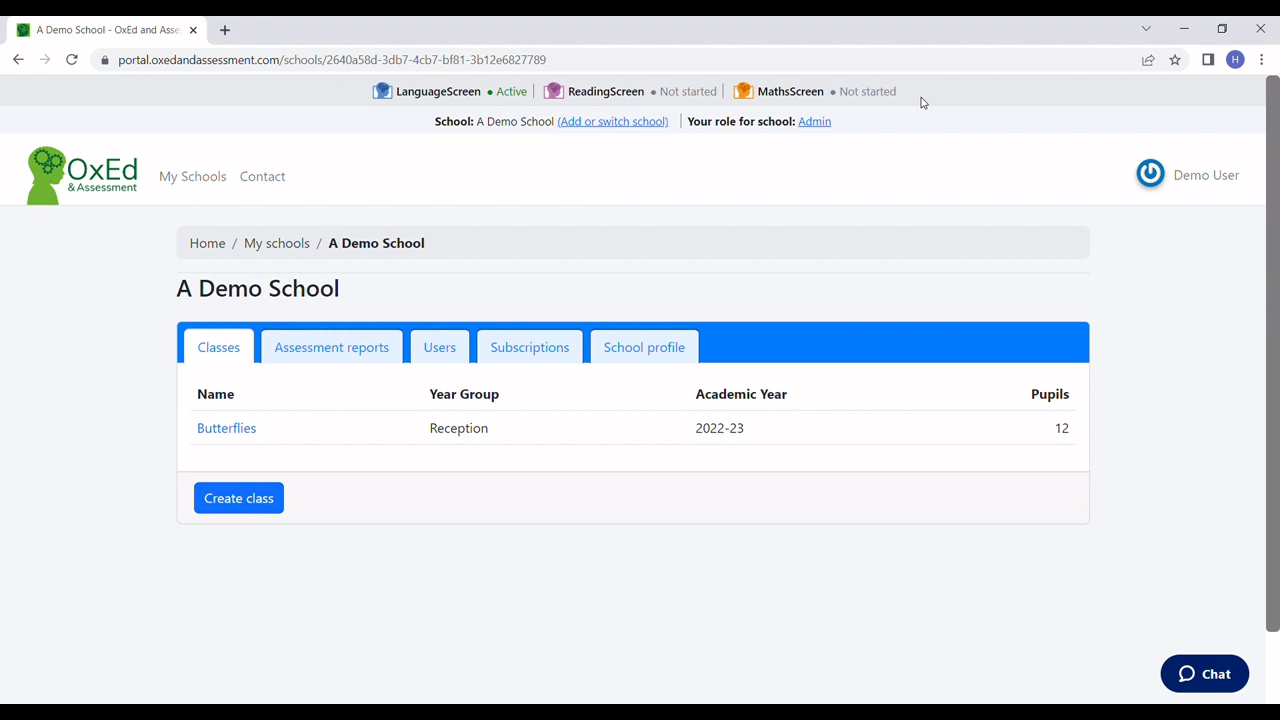 A Demo School - OxEd and Asse
portal.oxedandassessment.com/schools/2640a58d-3db7-4cb7-bf81-3b12e6827789
H
LanguageScreen • Active | ReadingScreen • Not started | MathsScreen • Not started
School: A Demo School (Add or switch school) | Your role for school: Admin
OxEd & Assessment
My Schools Contact
Demo User
Home / My schools / A Demo School
A Demo School
Classes Assessment reports Users Subscriptions School profile
Name Year Group Academic Year Pupils
Butterflies Reception 2022-23 12
Create class
Chat